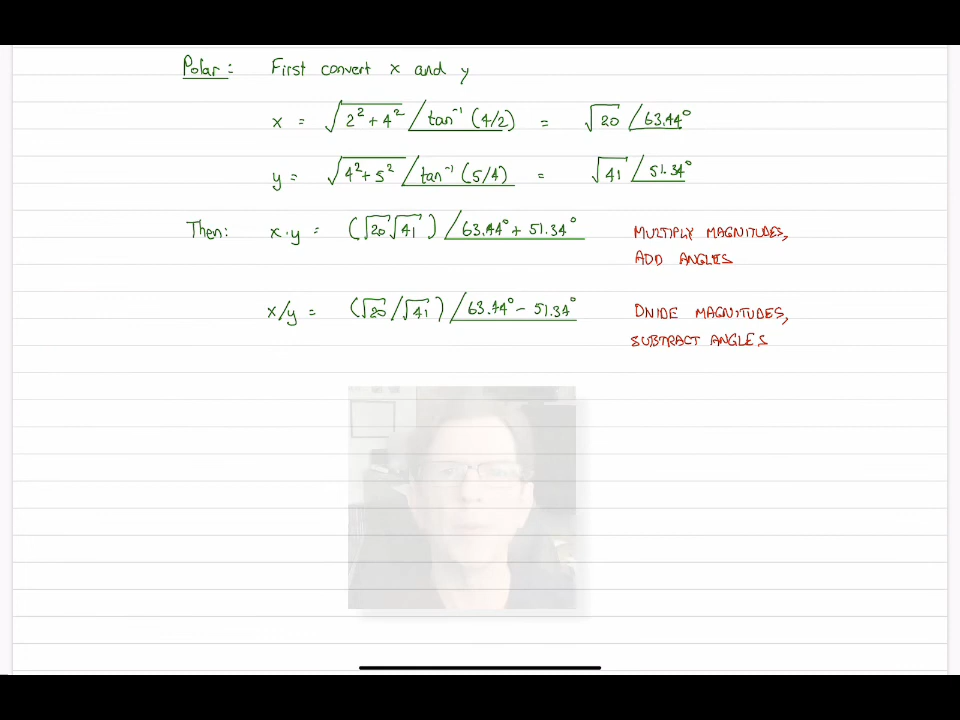 Polar: First convert x and y
x = √2² + 4² /tan⁻¹ (4/2) = √20 /63.44°
y = √4² + 5² /tan⁻¹ (5/4) = √41 /51.34°
Then: x·y = (√20 √41) /63.44° + 51.34° MULTIPLY MAGNITUDES,
ADD ANGLES
x/y = (√20 / √41) /63.44° - 51.34° DIVIDE MAGNITUDES,
SUBTRACT ANGLES